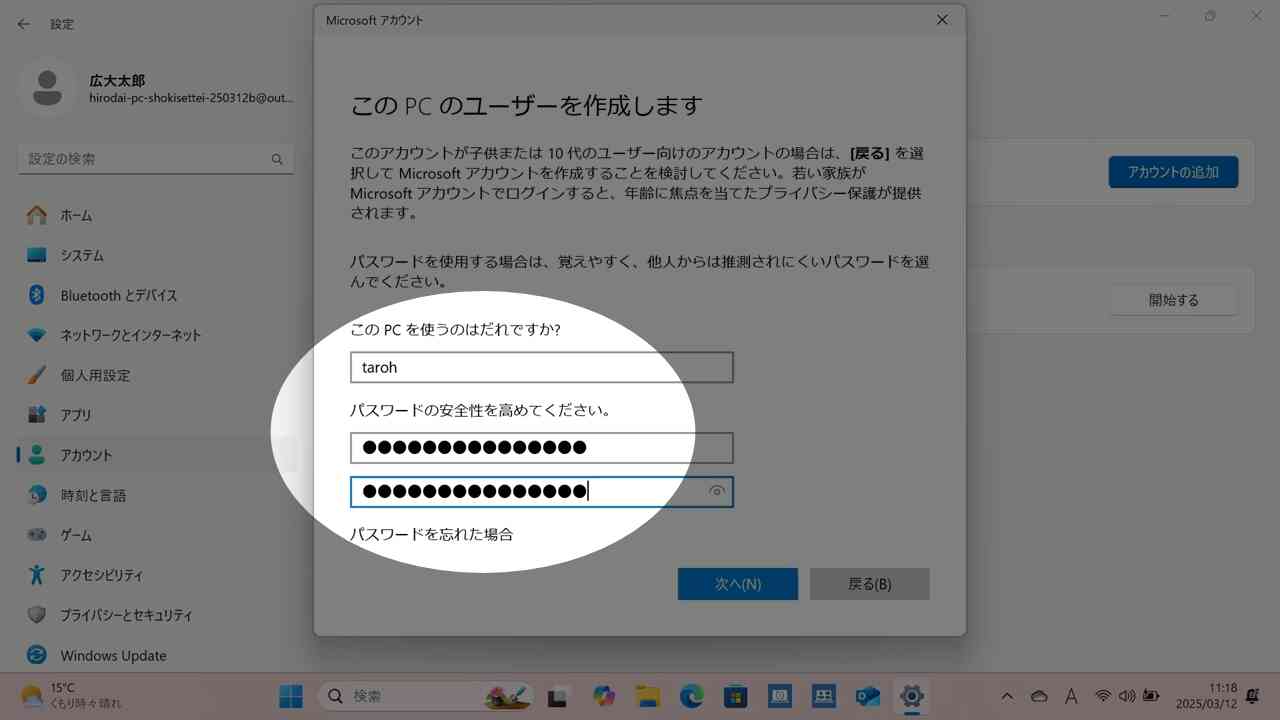 設定
広大太郎
hirodai-pc-shokisettei-250312b@out...
設定の検索
ホーム
システム
Bluetooth とデバイス
ネットワークとインターネット
個人用設定
アプリ
アカウント
時刻と言語
ゲーム
アクセシビリティ
プライバシーとセキュリティ
Windows Update
Microsoft アカウント
この PC のユーザーを作成します
このアカウントが子供または 10 代のユーザー向けのアカウントの場合は、[戻る] を選
択して Microsoft アカウントを作成することを検討してください。若い家族が
Microsoft アカウントでログインすると、年齢に焦点を当てたプライバシー保護が提供
されます。
パスワードを使用する場合は、覚えやすく、他人からは推測されにくいパスワードを選
んでください。
この PC を使うのはだれですか?
taroh
パスワードの安全性を高めてください。
●●●●●●●●●●●●●●●
●●●●●●●●●●●●●●●
パスワードを忘れた場合
次へ(N)
戻る(B)
アカウントの追加
開始する
15°C
くもり時々晴れ
検索
A
11:18
2025/03/12